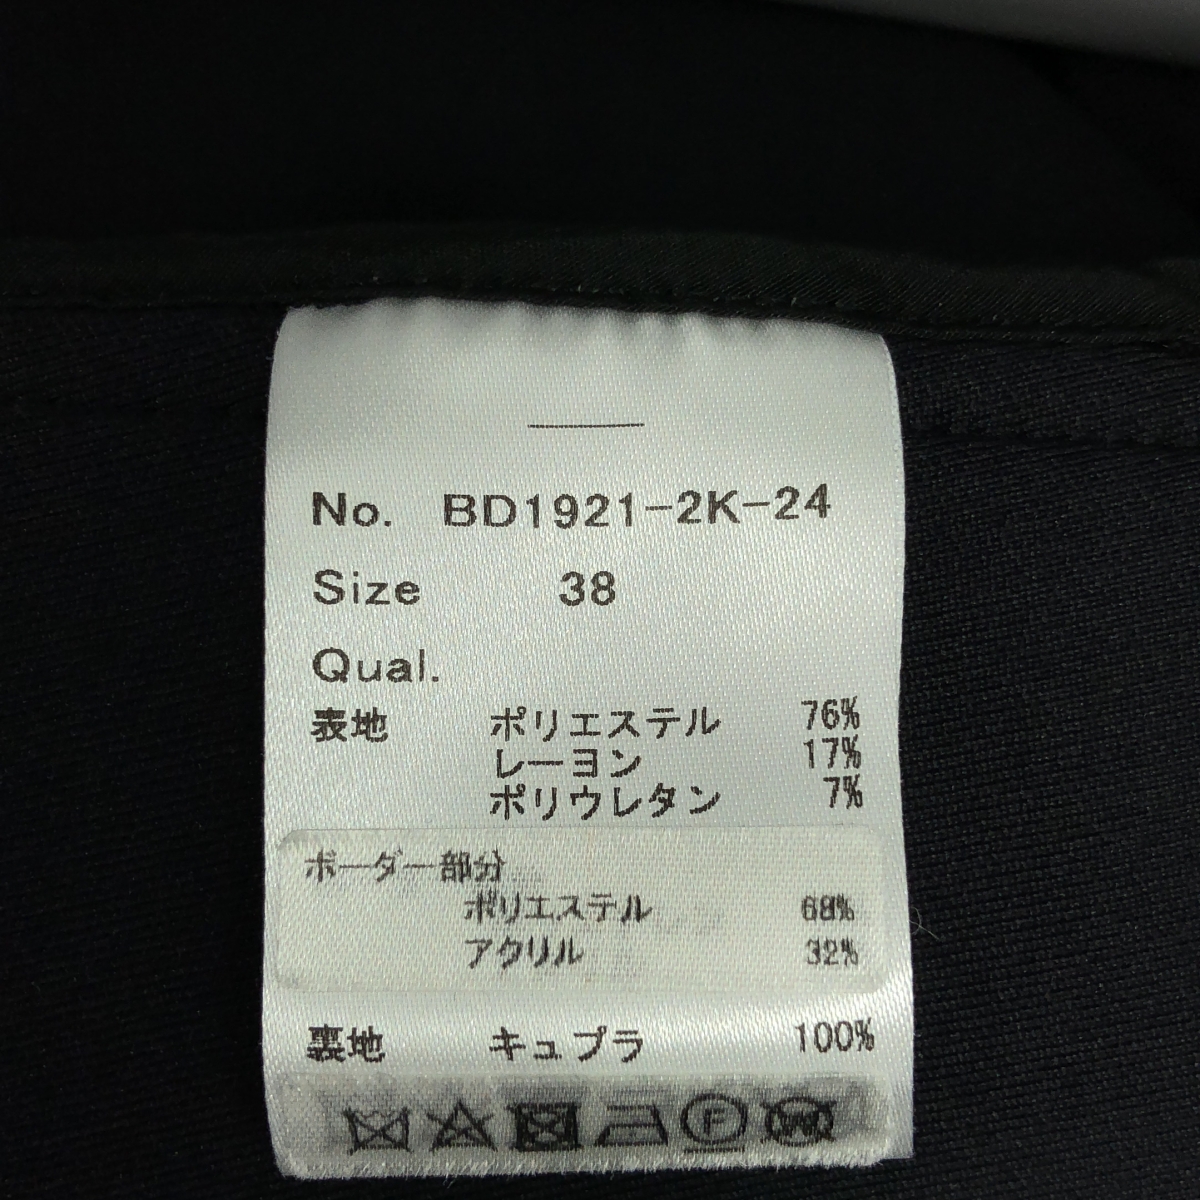 No. BD1921-2K-24
Size 38
Qual.
表地 ポリエステル 76%
レーヨン 17%
ポリウレタン 7%
ボーダー部分
ポリエステル 68%
アクリル 32%
裏地 キュプラ 100%
F W